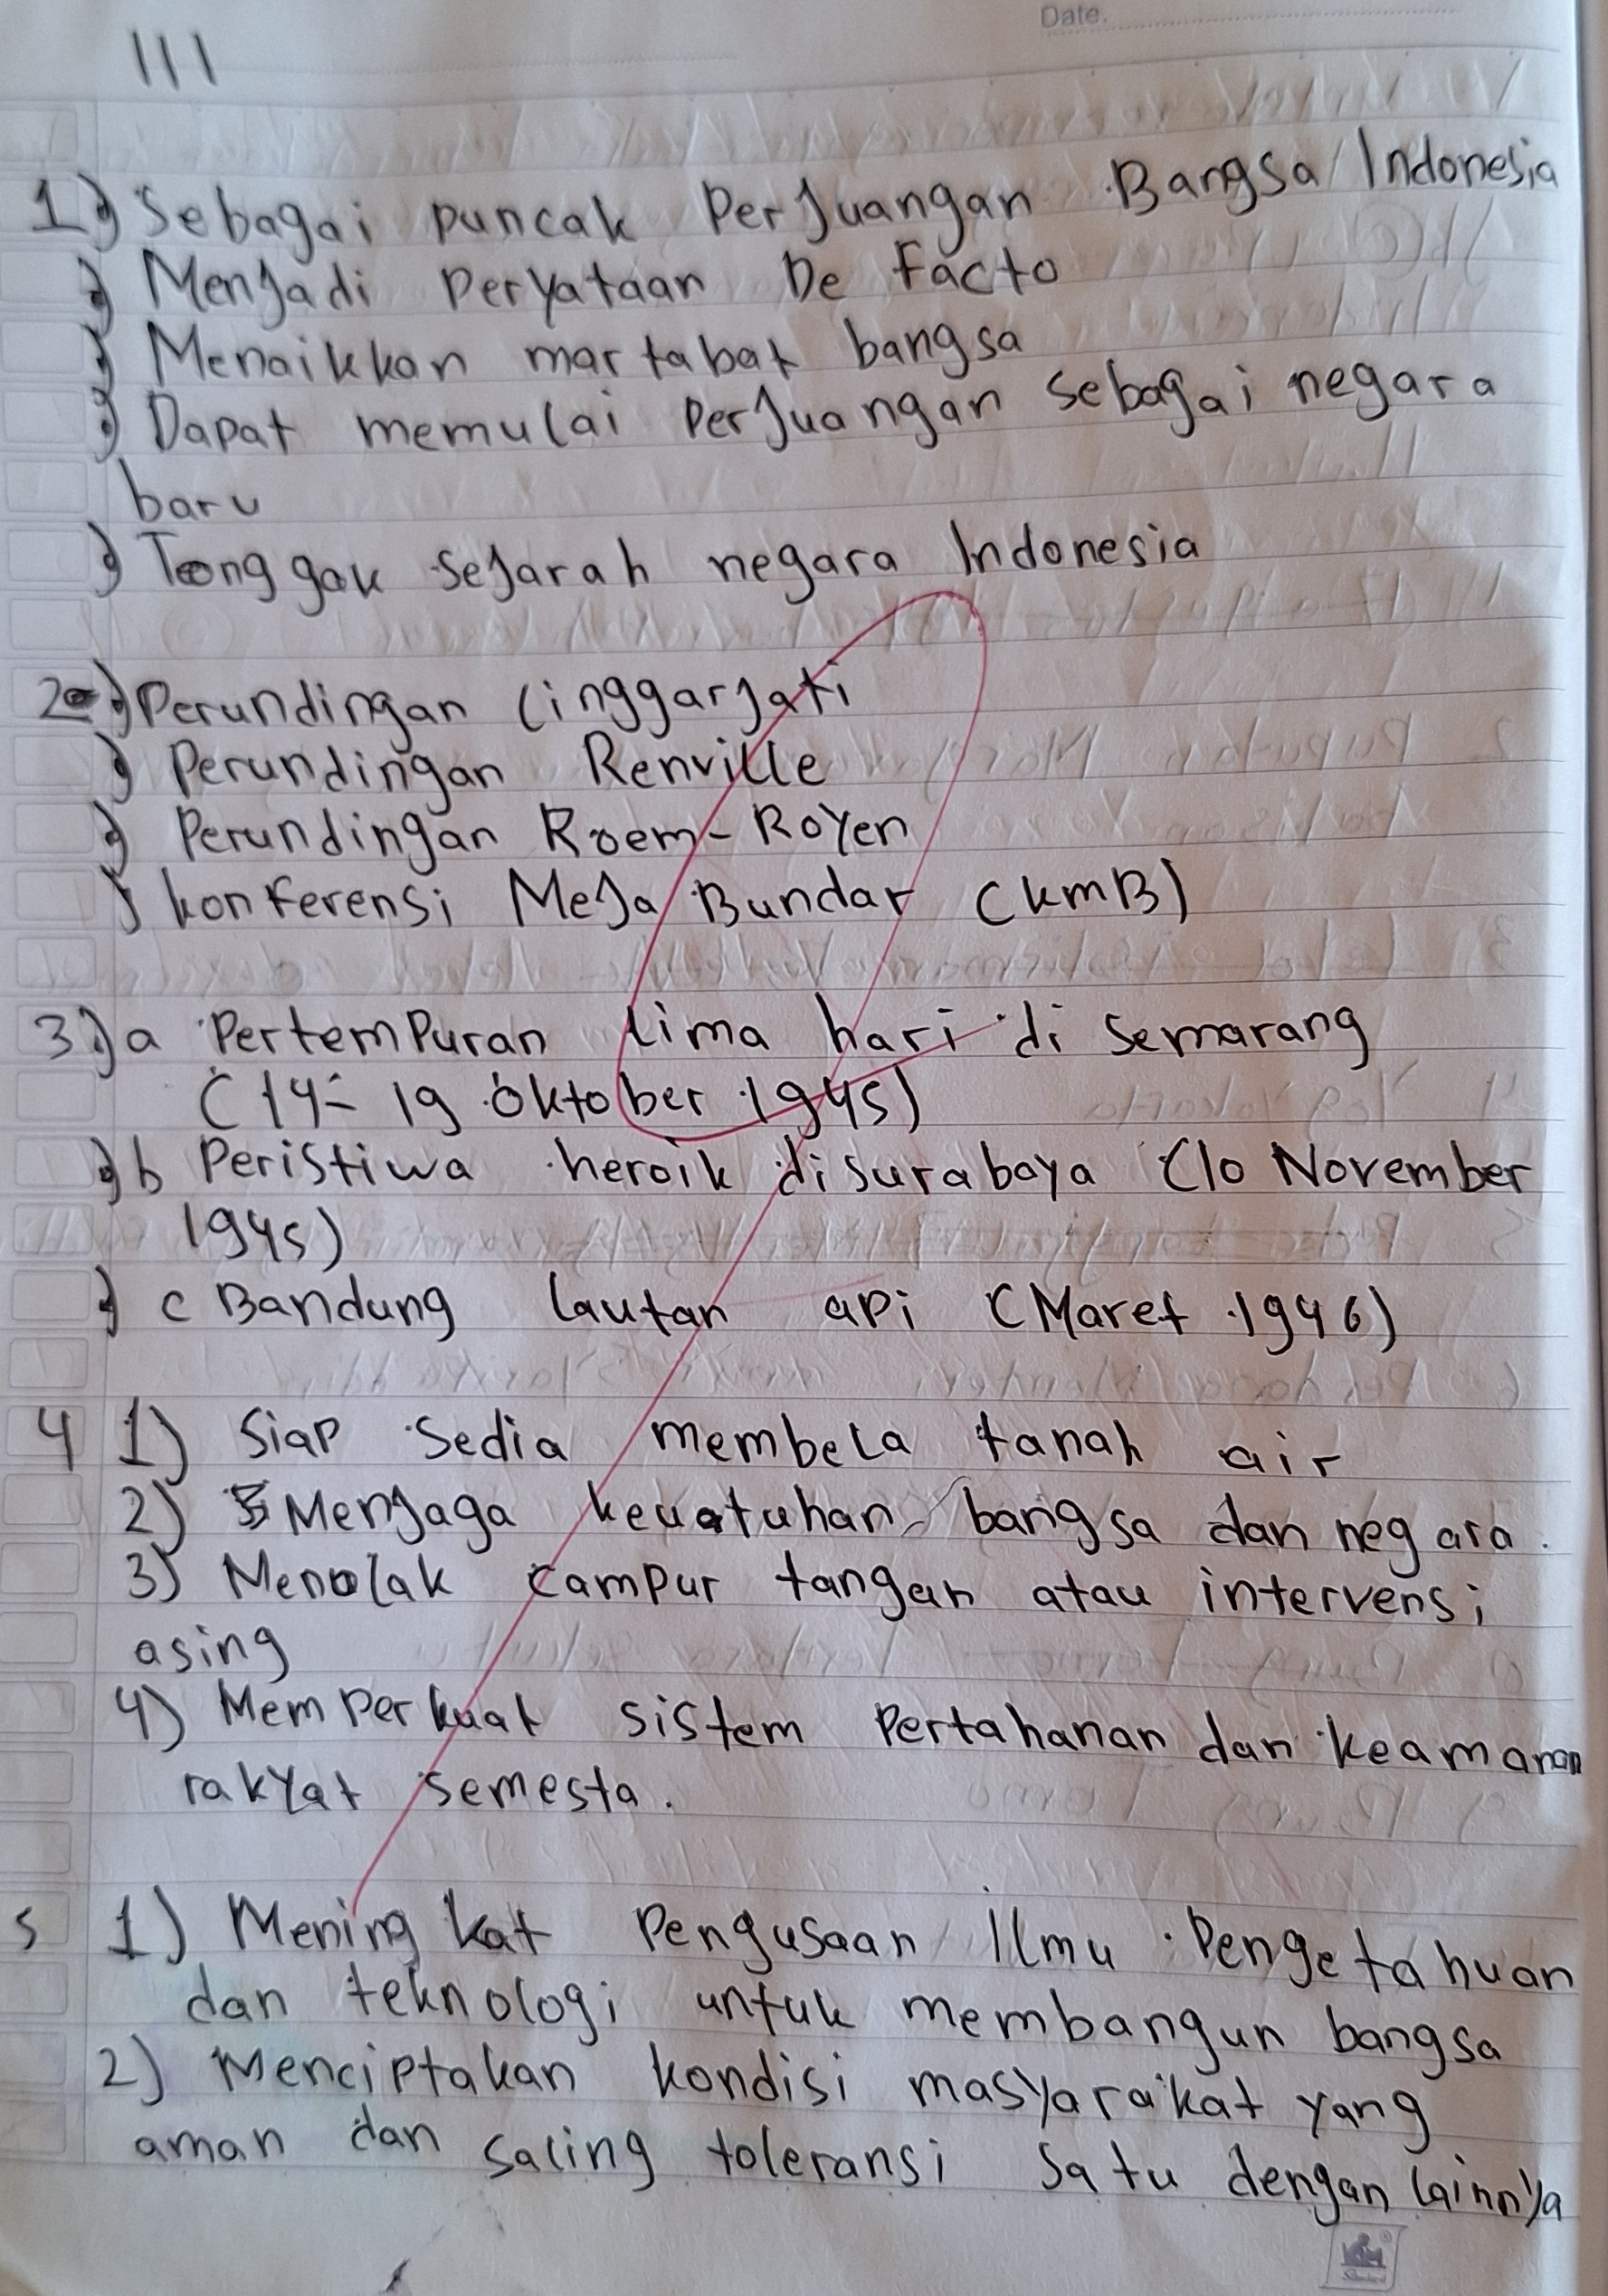 Date.
III
1) Sebagai puncak Perjuangan Bangsa Indonesia
) Menjadi Peryataan De Facto
) Menaikkan martabat bangsa
) Dapat memulai Perjuangan sebagai negara
baru
) Tonggak sejarah negara Indonesia
2) Perundingan linggarjati
) Perundingan Renville
) Perundingan Roem-Royen
) konferensi Meja Bundar (KMB)
3) a Pertempuran lima hari di Semarang
(14-19 Oktober 1945)
) b Peristiwa heroik disurabaya (10 November
1945)
) c Bandung lautan api (Maret 1946)
4 1) Siap Sedia membela tanah air
2) Menjaga keuatuhan bangsa dan negara.
3) Menolak campur tangan atau intervensi
asing
4) Memperkuat sistem Pertahanan dan keamanan
rakyat semesta.
5 1) Meningkat Pengusaan Ilmu Pengetahuan
dan teknologi untuk membangun bangsa
2) Menciptakan kondisi masyarakat yang
aman dan saling toleransi satu dengan lainnya